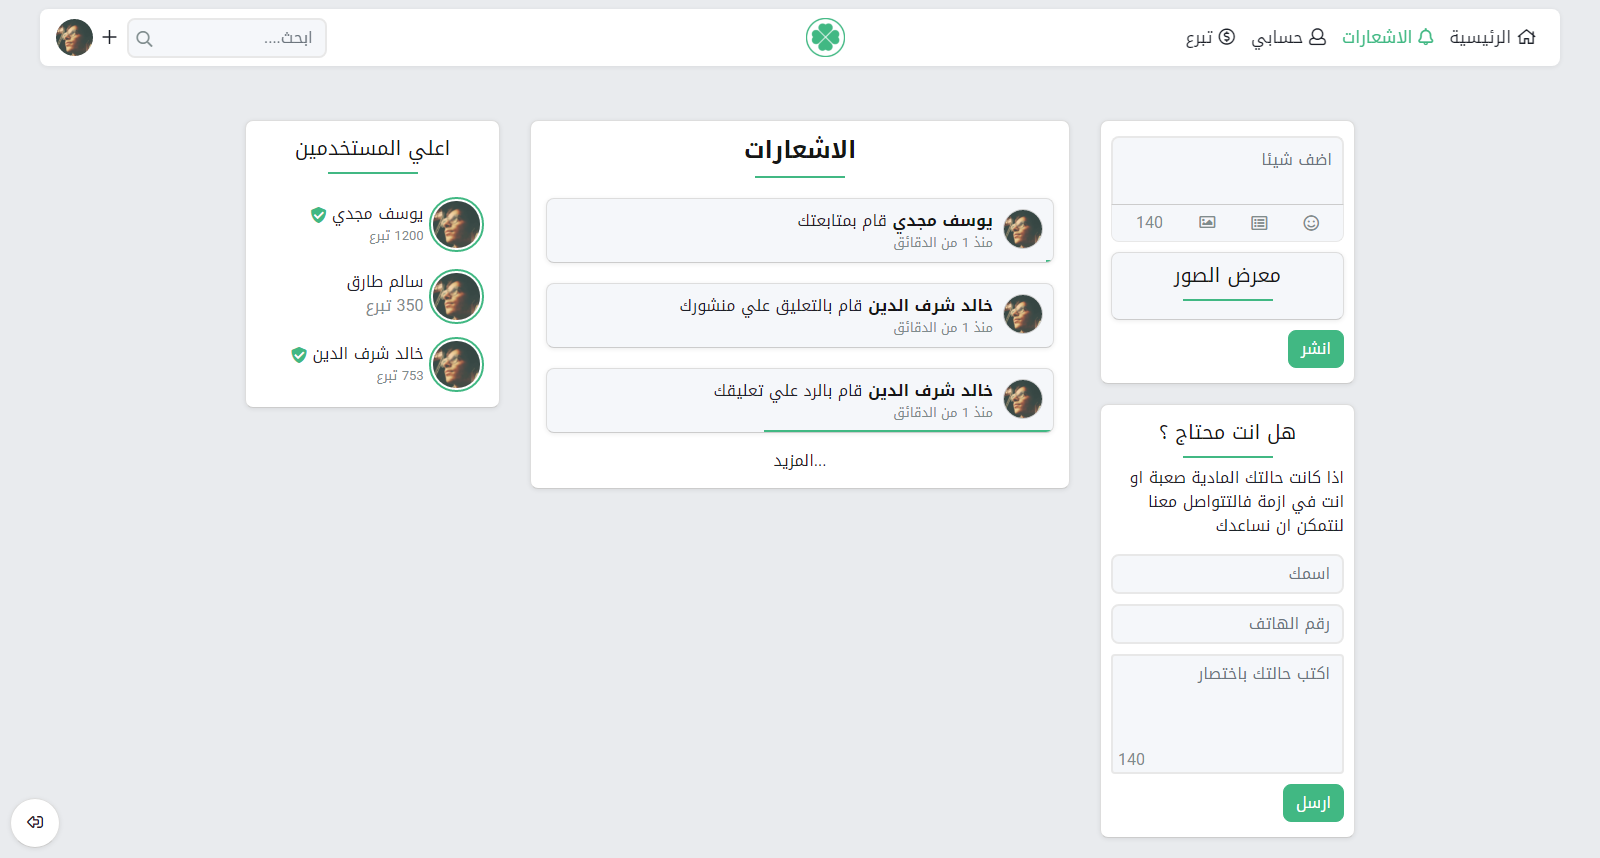 الرئيسية
الاشعارات
حسابي
تبرع
ابحث....
اضف شيئا
140
معرض الصور
انشر
هل انت محتاج ؟
اذا كانت حالتك المادية صعبة او
انت في ازمة فالتتواصل معنا
لنتمكن ان نساعدك
اسمك
رقم الهاتف
اكتب حالتك باختصار
140
ارسل
الاشعارات
يوسف مجدي قام بمتابعتك
منذ 1 من الدقائق
خالد شرف الدين قام بالتعليق علي منشورك
منذ 1 من الدقائق
خالد شرف الدين قام بالرد علي تعليقك
منذ 1 من الدقائق
...المزيد
اعلي المستخدمين
يوسف مجدي
1200 تبرع
سالم طارق
350 تبرع
خالد شرف الدين
753 تبرع